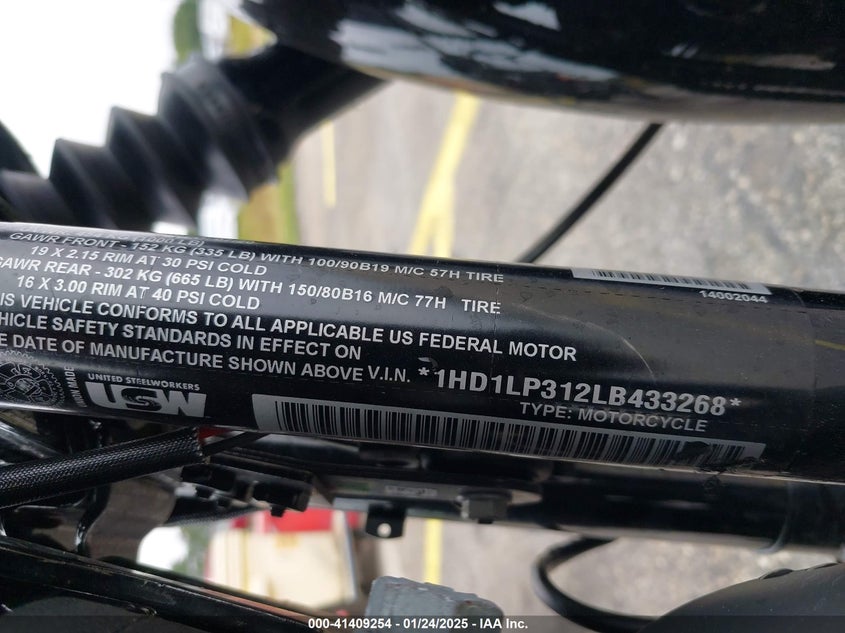 GAWR FRONT - 152 KG (335 LB) WITH 100/90B19 M/C 57H TIRE
19 X 2.15 RIM AT 30 PSI COLD
GAWR REAR - 302 KG (665 LB) WITH 150/80B16 M/C 77H TIRE
16 X 3.00 RIM AT 40 PSI COLD
IS VEHICLE CONFORMS TO ALL APPLICABLE US FEDERAL MOTOR
HICLE SAFETY STANDARDS IN EFFECT ON
E DATE OF MANUFACTURE SHOWN ABOVE V.I.N. *1HD1LP312LB433268*
TYPE: MOTORCYCLE
14002044
UNION MADE
UNITED STEELWORKERS
USW
000-41409254 - 01/24/2025 - IAA Inc.